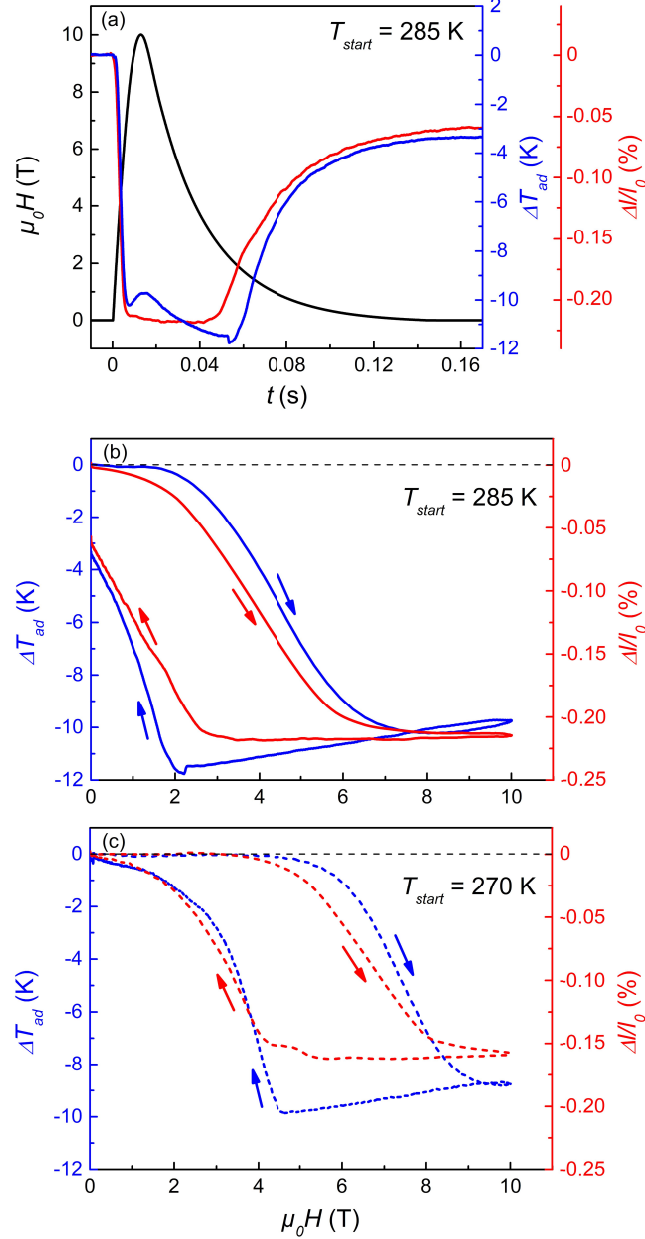 (a)
T_start = 285 K
10
8
6
4
2
0
μ₀H (T)
0
-2
-4
-6
-8
-10
-12
ΔT_ad (K)
0
-0.05
-0.10
-0.15
-0.20
Δl/l₀ (%)
0 0.04 0.08 0.12 0.16
t (s)
(b)
T_start = 285 K
0
-2
-4
-6
-8
-10
-12
ΔT_ad (K)
0
-0.05
-0.10
-0.15
-0.20
-0.25
Δl/l₀ (%)
0 2 4 6 8 10
(c)
T_start = 270 K
0
-2
-4
-6
-8
-10
-12
ΔT_ad (K)
0
-0.05
-0.10
-0.15
-0.20
-0.25
Δl/l₀ (%)
0 2 4 6 8 10
μ₀H (T)